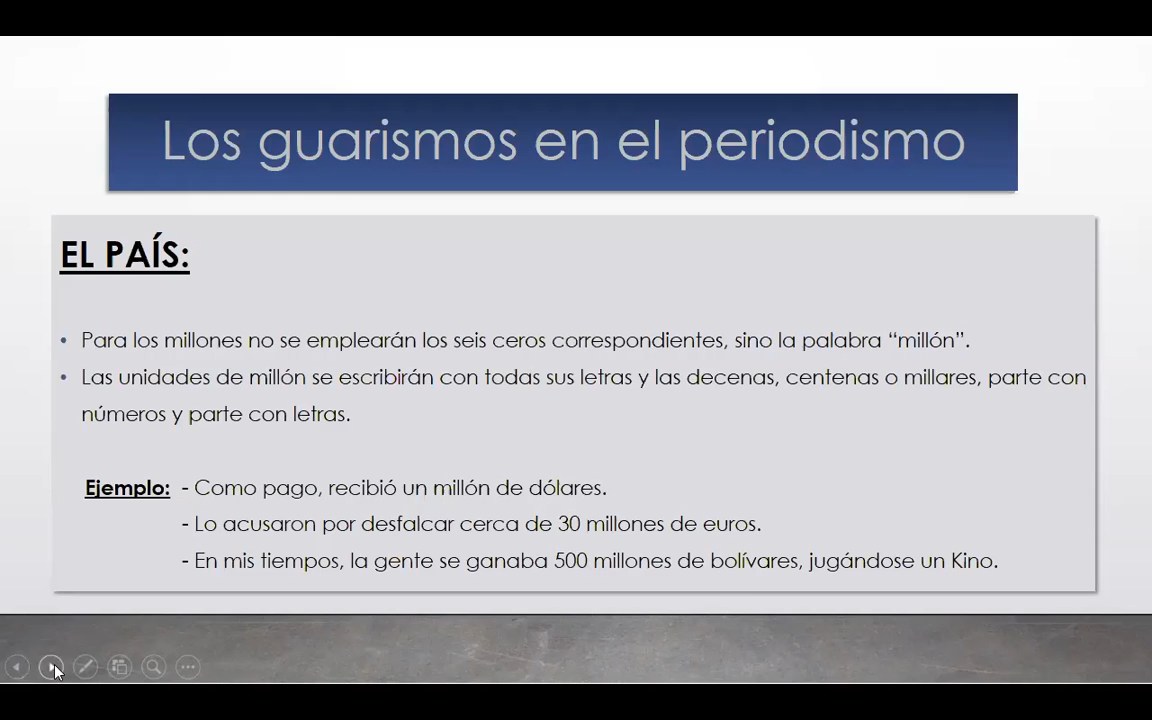 Los guarismos en el periodismo
EL PAÍS:
• Para los millones no se emplearán los seis ceros correspondientes, sino la palabra “millón”.
• Las unidades de millón se escribirán con todas sus letras y las decenas, centenas o millares, parte con
números y parte con letras.
Ejemplo: - Como pago, recibió un millón de dólares.
- Lo acusaron por desfalcar cerca de 30 millones de euros.
- En mis tiempos, la gente se ganaba 500 millones de bolívares, jugándose un Kino.